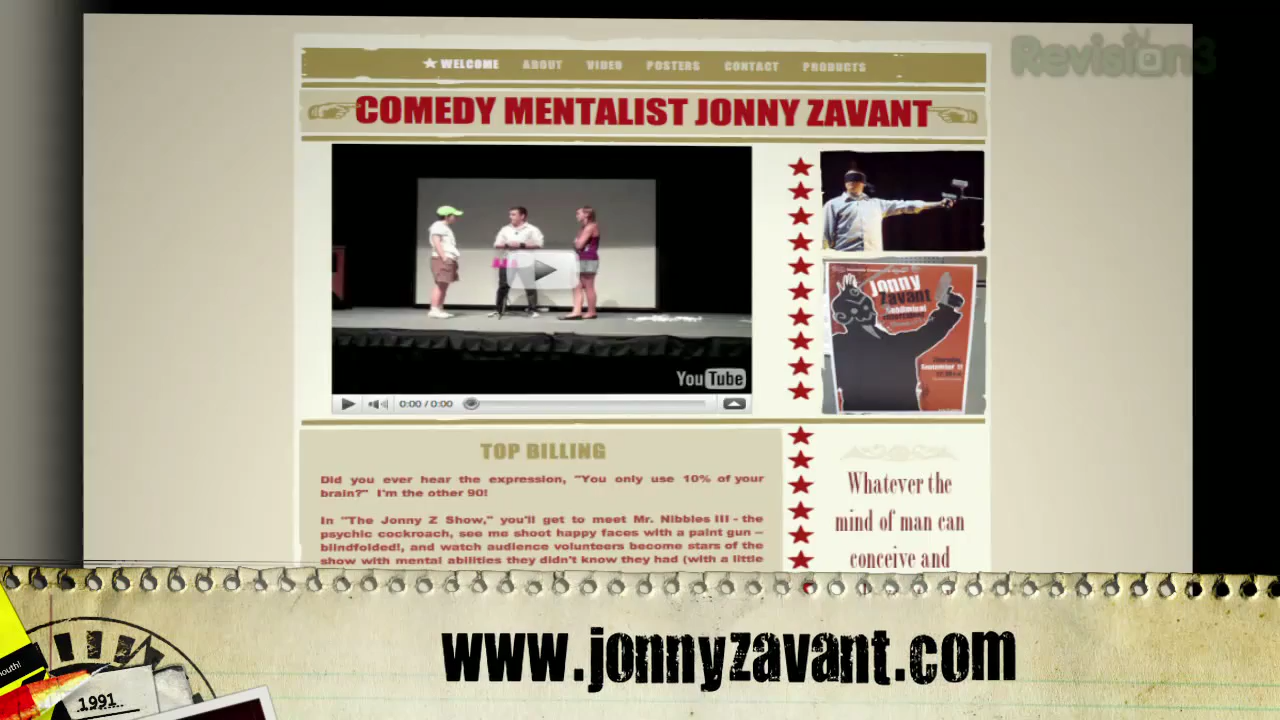 Revision3
WELCOME ABOUT VIDEO POSTERS CONTACT PRODUCTS
COMEDY MENTALIST JONNY ZAVANT
YouTube
0:00 / 0:00
Jonny
Zavant
Subliminal
September
TOP BILLING
Did you ever hear the expression, "You only use 10% of your
brain?" I'm the other 90!
In "The Jonny Z Show," you'll get to meet Mr. Nibbles III - the
psychic cockroach, see me shoot happy faces with a paint gun –
blindfolded!, and watch audience volunteers become stars of the
show with mental abilities they didn't know they had (with a little
Whatever the
mind of man can
conceive and
www.jonnyzavant.com
1991